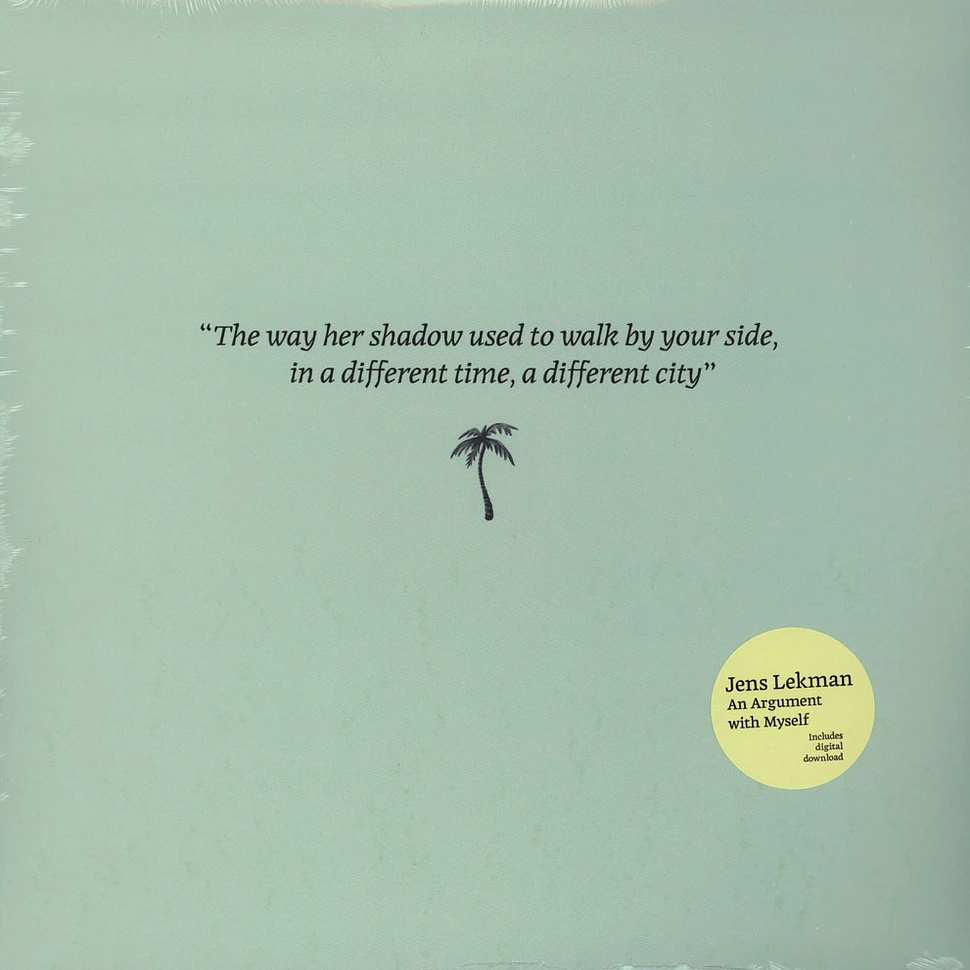 “The way her shadow used to walk by your side,
in a different time, a different city”
Jens Lekman
An Argument
with Myself
Includes
digital
download